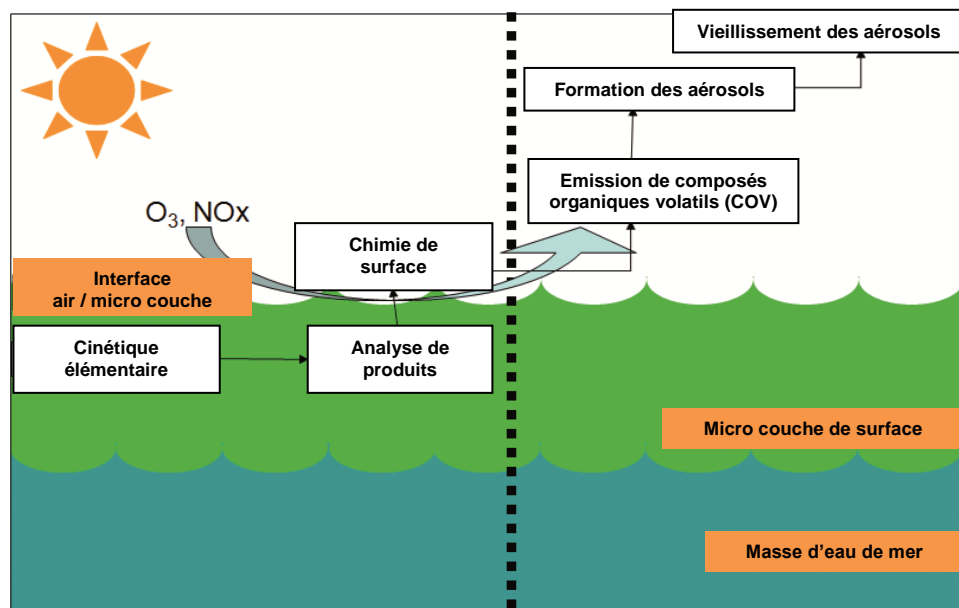 Vieillissement des aérosols
Formation des aérosols
Emission de composés
organiques volatils (COV)
O₃, NOx
Chimie de
surface
Interface
air / micro couche
Cinétique
élémentaire
Analyse de
produits
Micro couche de surface
Masse d’eau de mer